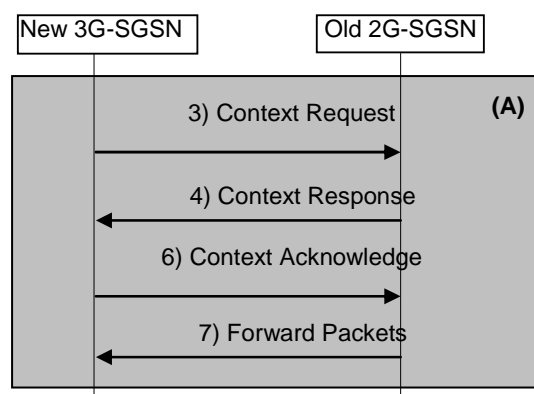 New 3G-SGSN Old 2G-SGSN
(A)
3) Context Request
4) Context Response
6) Context Acknowledge
7) Forward Packets